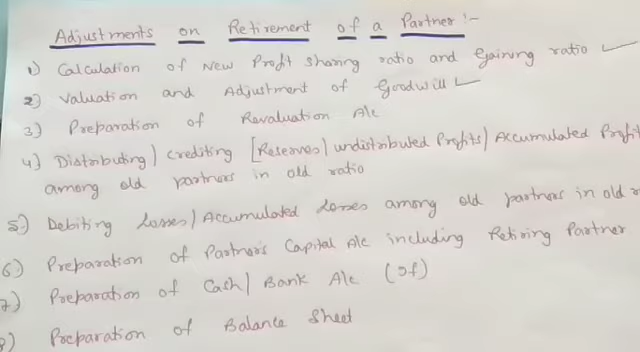 Adjustments on Retirement of a Partner :-
1) Calculation of New Profit sharing ratio and Gaining ratio
2) Valuation and Adjustment of Goodwill
3) Preparation of Revaluation A/c
4) Distributing / crediting [Reserves / undistributed Profits / Accumulated Profit
among old partners in old ratio
5) Debiting Losses / Accumulated Losses among old partners in old r
6) Preparation of Partner's Capital A/c including Retiring Partner
7) Preparation of Cash / Bank A/c (If)
8) Preparation of Balance Sheet